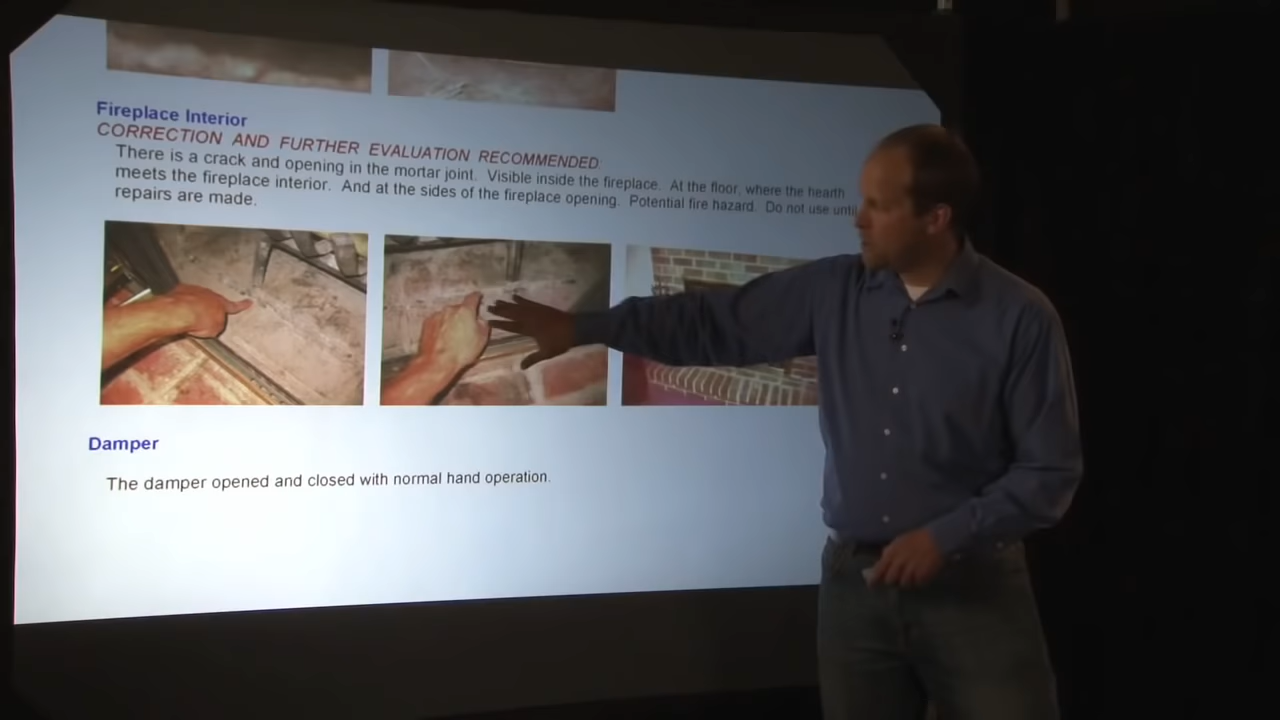 Fireplace Interior
CORRECTION AND FURTHER EVALUATION RECOMMENDED:
There is a crack and opening in the mortar joint. Visible inside the fireplace. At the floor, where the hearth
meets the fireplace interior. And at the sides of the fireplace opening. Potential fire hazard. Do not use until
repairs are made.
Damper
The damper opened and closed with normal hand operation.